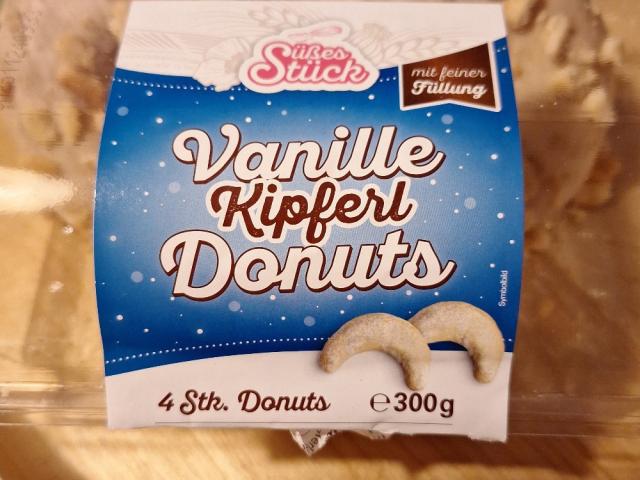 süßes
Stück
mit feiner
Füllung
Vanille
Kipferl
Donuts
Symbolbild
4 Stk. Donuts ℮300g